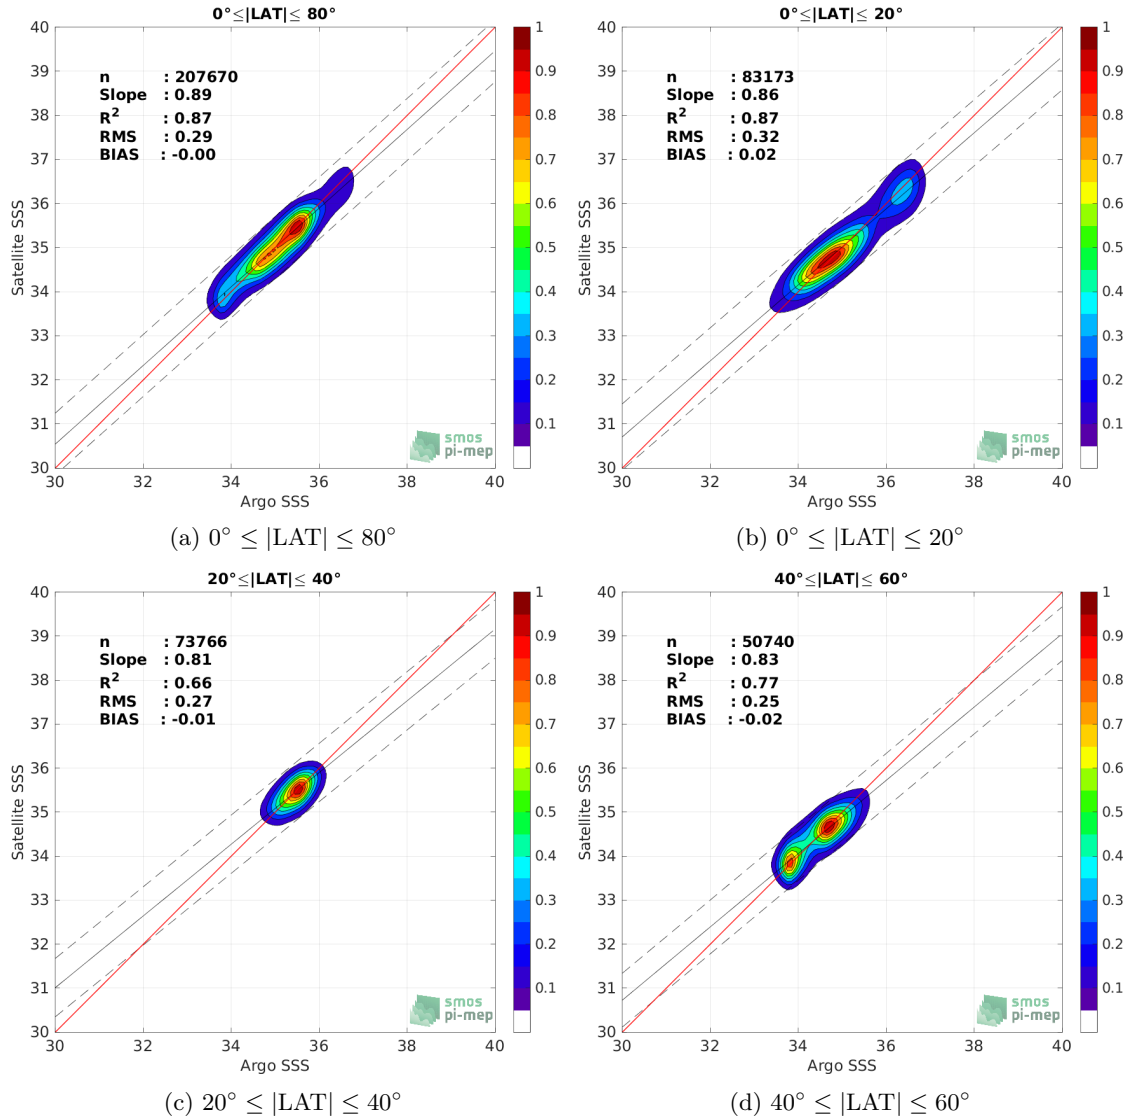 0°≤|LAT|≤ 80°
40
39
38
37
36
35
34
33
32
31
30
30
32
34
36
38
40
Satellite SSS
Argo SSS
n : 207670
Slope : 0.89
R² : 0.87
RMS : 0.29
BIAS : -0.00
smos
pi-mep
1
0.9
0.8
0.7
0.6
0.5
0.4
0.3
0.2
0.1
(a) 0° ≤ |LAT| ≤ 80°
0°≤|LAT|≤ 20°
40
39
38
37
36
35
34
33
32
31
30
30
32
34
36
38
40
Satellite SSS
Argo SSS
n : 83173
Slope : 0.86
R² : 0.87
RMS : 0.32
BIAS : 0.02
smos
pi-mep
1
0.9
0.8
0.7
0.6
0.5
0.4
0.3
0.2
0.1
(b) 0° ≤ |LAT| ≤ 20°
20°≤|LAT|≤ 40°
40
39
38
37
36
35
34
33
32
31
30
30
32
34
36
38
40
Satellite SSS
Argo SSS
n : 73766
Slope : 0.81
R² : 0.66
RMS : 0.27
BIAS : -0.01
smos
pi-mep
1
0.9
0.8
0.7
0.6
0.5
0.4
0.3
0.2
0.1
(c) 20° ≤ |LAT| ≤ 40°
40°≤|LAT|≤ 60°
40
39
38
37
36
35
34
33
32
31
30
30
32
34
36
38
40
Satellite SSS
Argo SSS
n : 50740
Slope : 0.83
R² : 0.77
RMS : 0.25
BIAS : -0.02
smos
pi-mep
1
0.9
0.8
0.7
0.6
0.5
0.4
0.3
0.2
0.1
(d) 40° ≤ |LAT| ≤ 60°